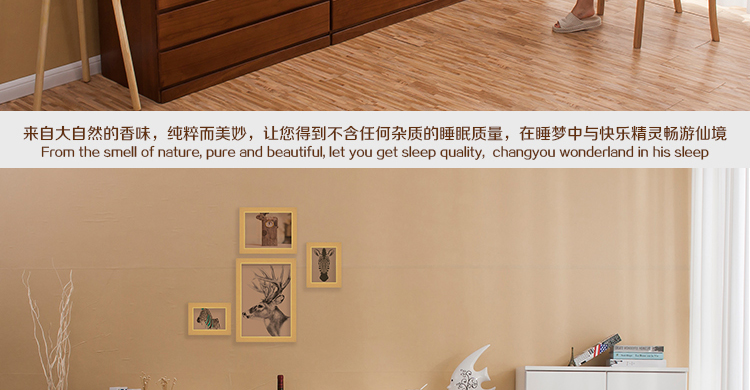 来自大自然的香味，纯粹而美妙，让您得到不含任何杂质的睡眠质量，在睡梦中与快乐精灵畅游仙境
From the smell of nature, pure and beautiful, let you get sleep quality, changyou wonderland in his sleep